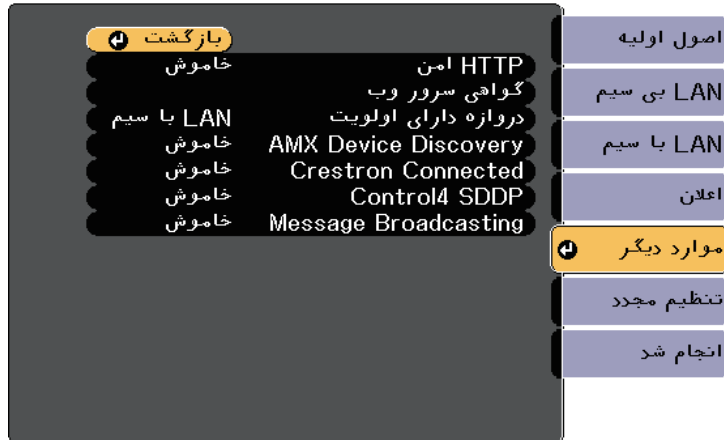 اصول اولیه
LAN بی سیم
LAN با سیم
اعلان
موارد دیگر
تنظیم مجدد
انجام شد
بازگشت
HTTP امن خاموش
گواهی سرور وب
دروازه دارای اولویت LAN با سیم
AMX Device Discovery خاموش
Crestron Connected خاموش
Control4 SDDP خاموش
Message Broadcasting خاموش